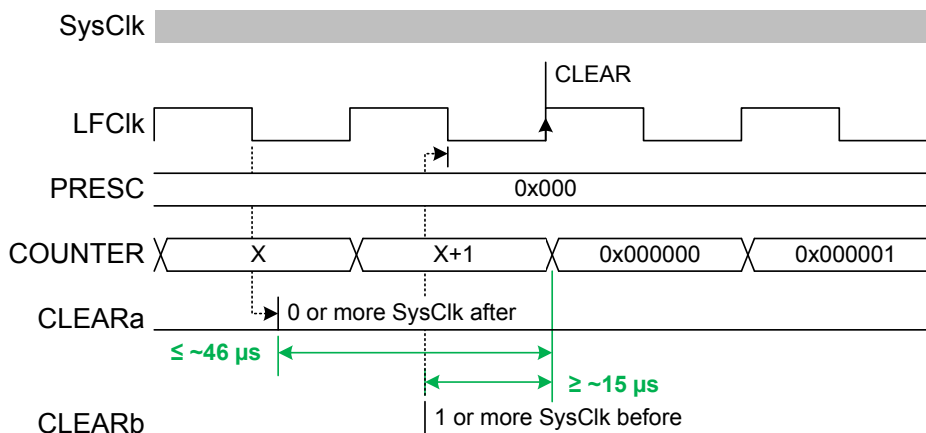 SysClk
CLEAR
LFClk
PRESC
0x000
COUNTER
X
X+1
0x000000
0x000001
CLEARa
0 or more SysClk after
≤ ~46 µs
≥ ~15 µs
CLEARb
1 or more SysClk before